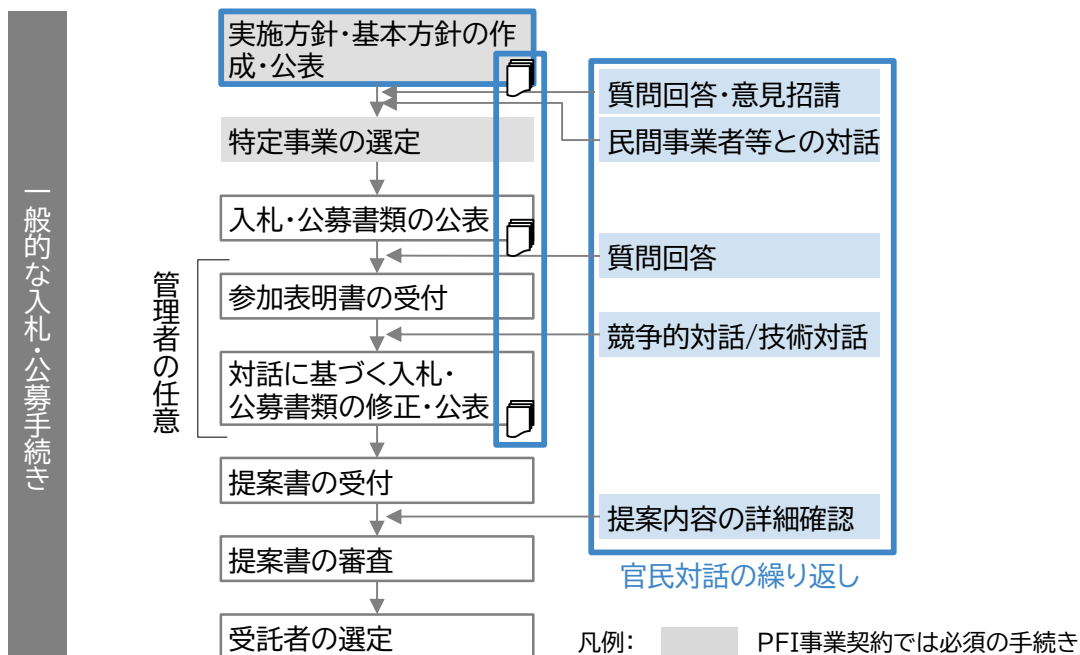 一般的な入札・公募手続き
実施方針・基本方針の作
成・公表
特定事業の選定
入札・公募書類の公表
管理者の任意
参加表明書の受付
対話に基づく入札・
公募書類の修正・公表
提案書の受付
提案書の審査
受託者の選定
質問回答・意見招請
民間事業者等との対話
質問回答
競争的対話/技術対話
提案内容の詳細確認
官民対話の繰り返し
凡例：
PFI事業契約では必須の手続き